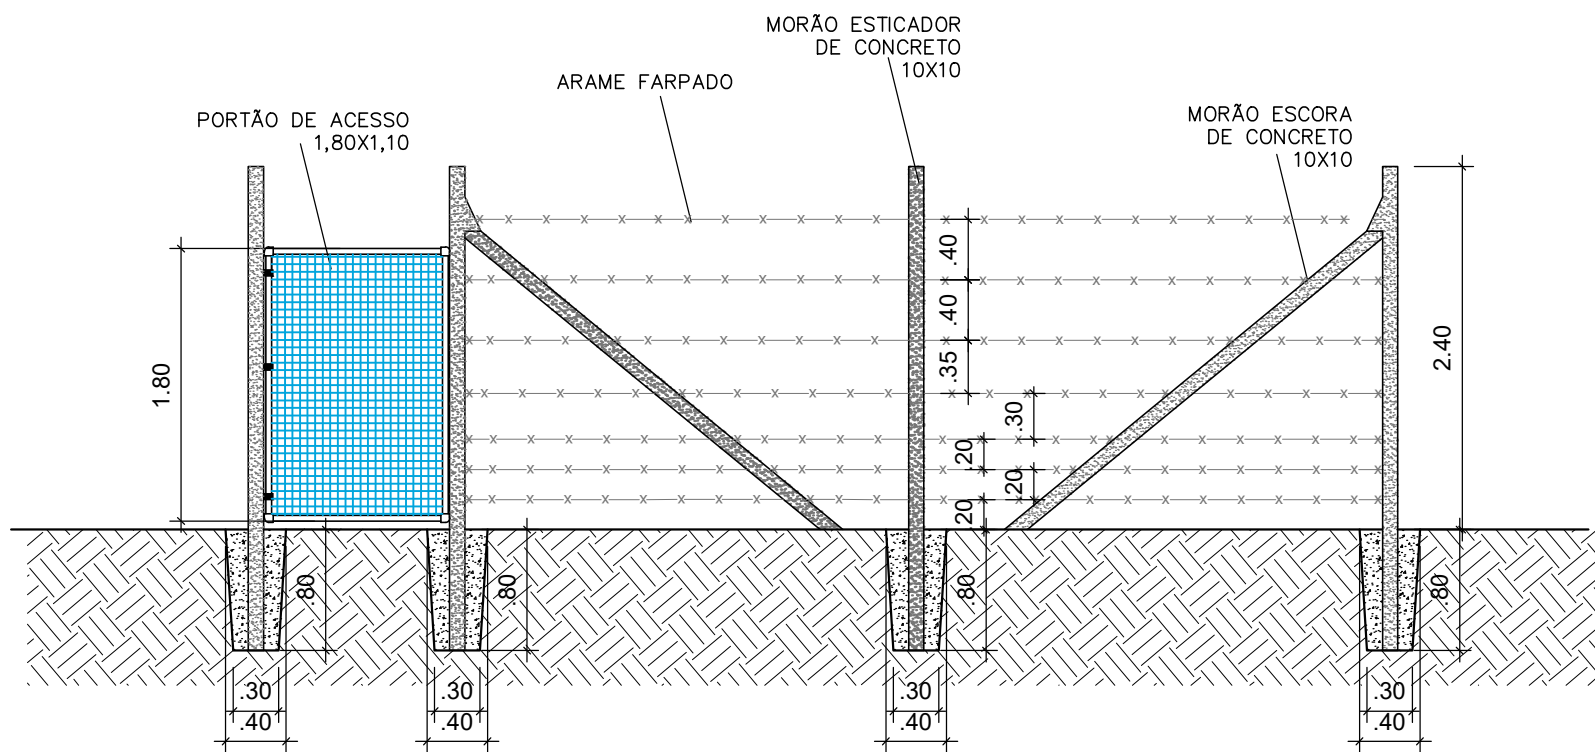 MORÃO ESTICADOR
DE CONCRETO
10X10
ARAME FARPADO
PORTÃO DE ACESSO
1,80X1,10
MORÃO ESCORA
DE CONCRETO
10X10
1.80
.40
.40
.35
.30
.20
.20
.20
2.40
.80
.80
.80
.80
.30
.40
.30
.40
.30
.40
.30
.40